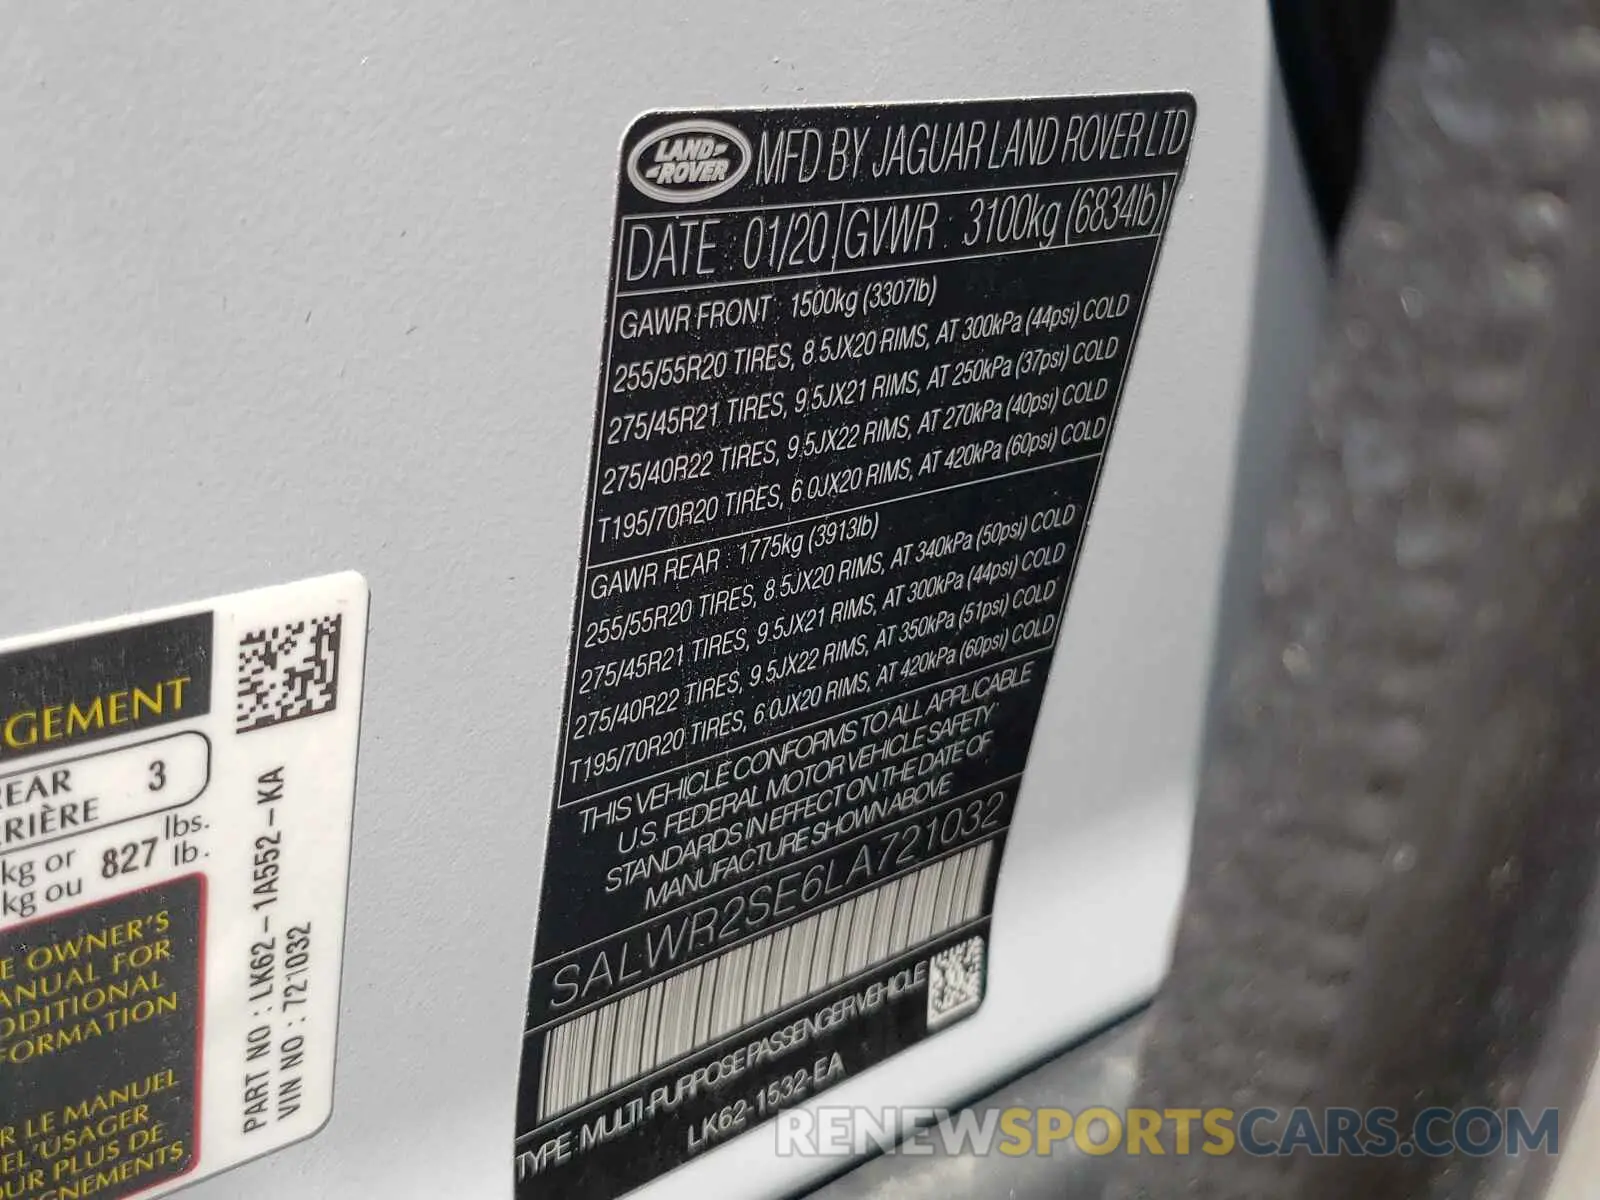 LAND-
-ROVER
MFD BY JAGUAR LAND ROVER LTD
DATE : 01/20 GVWR : 3100kg (6834lb)
GAWR FRONT : 1500kg (3307lb)
255/55R20 TIRES, 8.5JX20 RIMS, AT 300kPa (44psi) COLD
275/45R21 TIRES, 9.5JX21 RIMS, AT 250kPa (37psi) COLD
275/40R22 TIRES, 9.5JX22 RIMS, AT 270kPa (40psi) COLD
T195/70R20 TIRES, 6.0JX20 RIMS, AT 420kPa (60psi) COLD
GAWR REAR : 1775kg (3913lb)
255/55R20 TIRES, 8.5JX20 RIMS, AT 340kPa (50psi) COLD
275/45R21 TIRES, 9.5JX21 RIMS, AT 300kPa (44psi) COLD
275/40R22 TIRES, 9.5JX22 RIMS, AT 350kPa (51psi) COLD
T195/70R20 TIRES, 6.0JX20 RIMS, AT 420kPa (60psi) COLD
THIS VEHICLE CONFORMS TO ALL APPLICABLE
U.S. FEDERAL MOTOR VEHICLE SAFETY
STANDARDS IN EFFECT ON THE DATE OF
MANUFACTURE SHOWN ABOVE
SALWR2SE6LA721032
TYPE : MULTI-PURPOSE PASSENGER VEHICLE
LK62-1532-EA
GEMENT
REAR 3
RRIÈRE
kg or 827 lbs.
kg ou lb.
E OWNER'S
ANUAL FOR
DDITIONAL
FORMATION
R LE MANUEL
EL'USAGER
UR PLUS DE
GNEMENTS
PART NO : LK62-1A552-KA
VIN NO : 721032
RENEWSPORTSCARS.COM